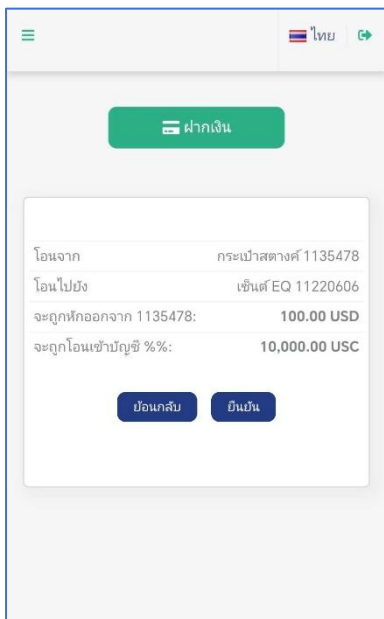 ไทย
ฝากเงิน
โอนจาก กระเป๋าสตางค์ 1135478
โอนไปยัง เซ็นต์ EQ 11220606
จะถูกหักออกจาก 1135478: 100.00 USD
จะถูกโอนเข้าบัญชี %%: 10,000.00 USC
ย้อนกลับ ยืนยัน